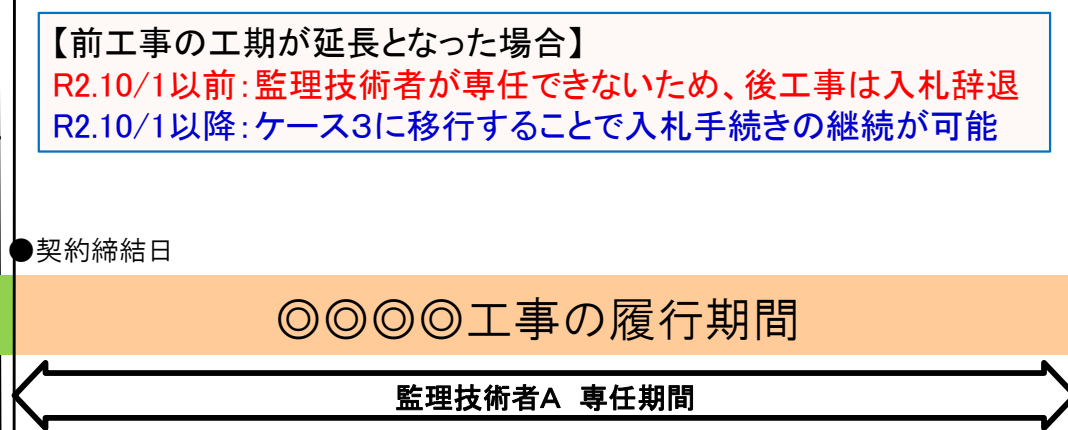 【前工事の工期が延長となった場合】
R2.10/1以前:監理技術者が専任できないため、後工事は入札辞退
R2.10/1以降:ケース3に移行することで入札手続きの継続が可能
●契約締結日
◎◎◎◎工事の履行期間
監理技術者A 専任期間